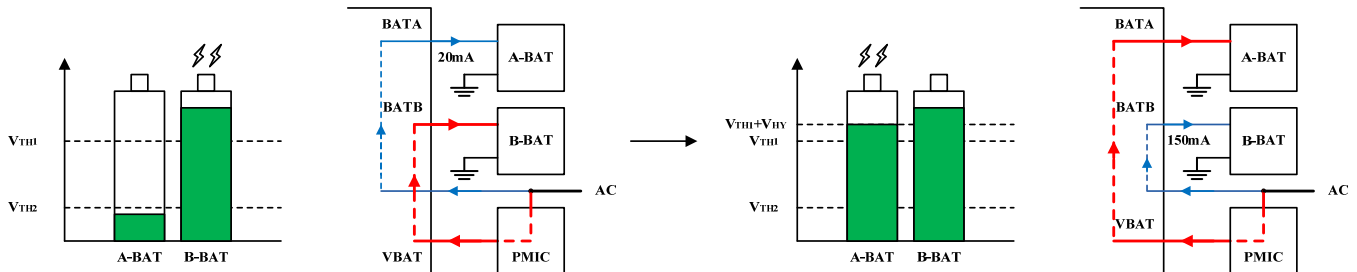 VTH1
VTH2
A-BAT
B-BAT
BATA
20mA
A-BAT
BATB
B-BAT
AC
VBAT
PMIC
VTH1+VHY
VTH1
VTH2
A-BAT
B-BAT
BATA
A-BAT
BATB
150mA
B-BAT
AC
VBAT
PMIC